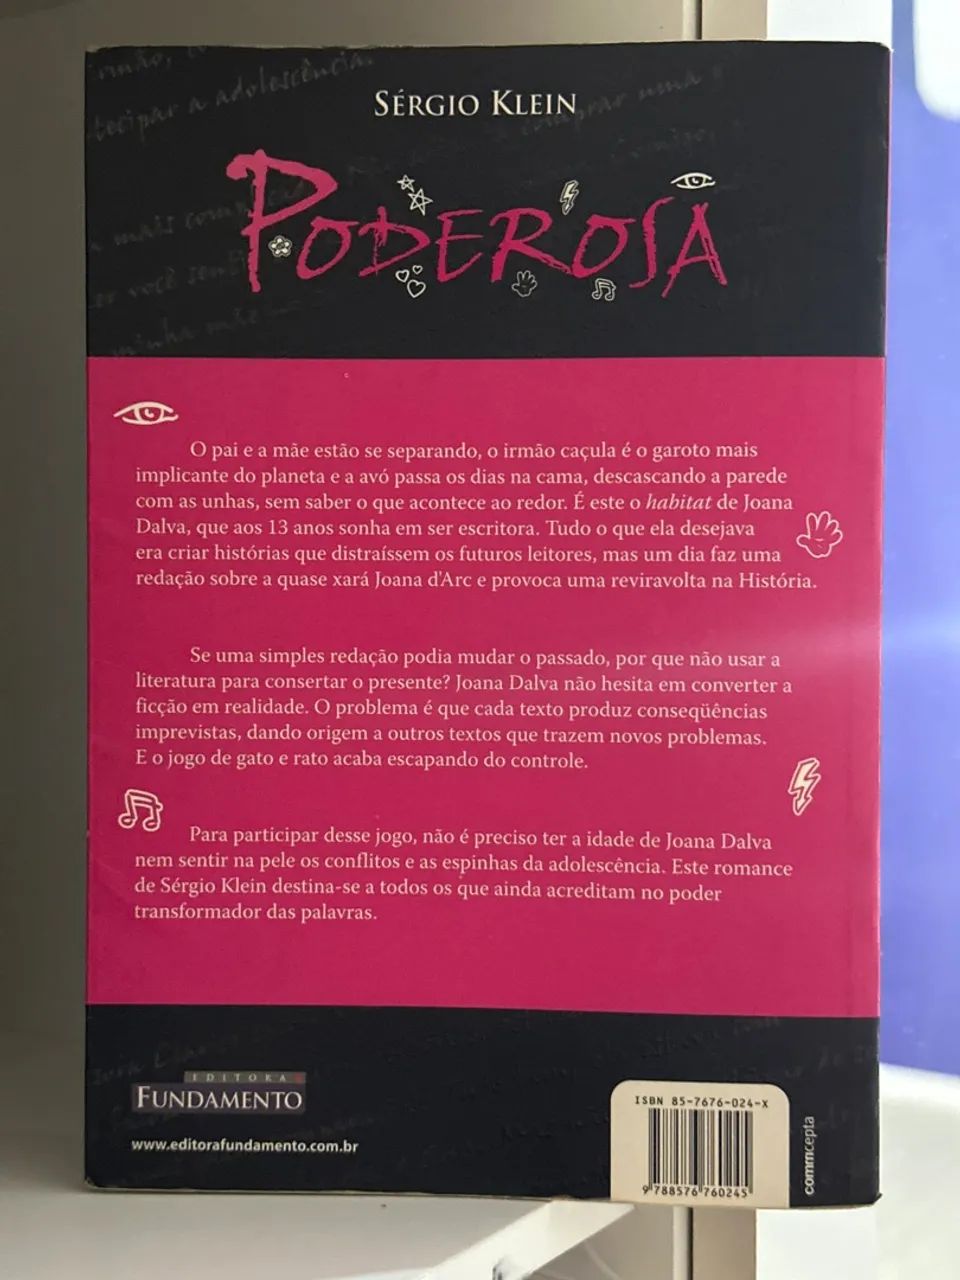 tecipar a adolescência.
SÉRGIO KLEIN
PODEROSA
O pai e a mãe estão se separando, o irmão caçula é o garoto mais
implicante do planeta e a avó passa os dias na cama, descascando a parede
com as unhas, sem saber o que acontece ao redor. É este o habitat de Joana
Dalva, que aos 13 anos sonha em ser escritora. Tudo o que ela desejava
era criar histórias que distraíssem os futuros leitores, mas um dia faz uma
redação sobre a quase xará Joana d'Arc e provoca uma reviravolta na História.
Se uma simples redação podia mudar o passado, por que não usar a
literatura para consertar o presente? Joana Dalva não hesita em converter a
ficção em realidade. O problema é que cada texto produz conseqüências
imprevistas, dando origem a outros textos que trazem novos problemas.
E o jogo de gato e rato acaba escapando do controle.
Para participar desse jogo, não é preciso ter a idade de Joana Dalva
nem sentir na pele os conflitos e as espinhas da adolescência. Este romance
de Sérgio Klein destina-se a todos os que ainda acreditam no poder
transformador das palavras.
EDITORA
FUNDAMENTO
www.editorafundamento.com.br
ISBN 85-7676-024-X
9 788576 760245
commcepta